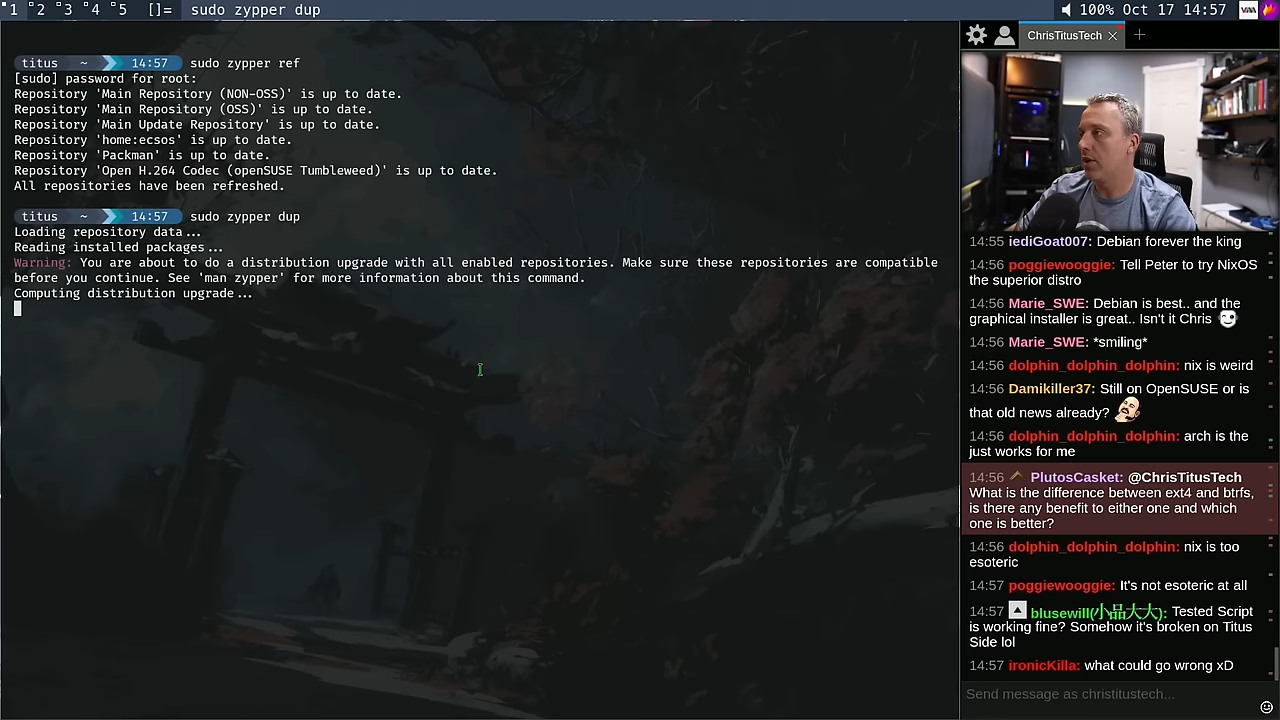 1 2 3 4 5 []= sudo zypper dup
100% Oct 17 14:57
titus ~ 14:57 sudo zypper ref
[sudo] password for root:
Repository 'Main Repository (NON-OSS)' is up to date.
Repository 'Main Repository (OSS)' is up to date.
Repository 'Main Update Repository' is up to date.
Repository 'home:ecsos' is up to date.
Repository 'Packman' is up to date.
Repository 'Open H.264 Codec (openSUSE Tumbleweed)' is up to date.
All repositories have been refreshed.
titus ~ 14:57 sudo zypper dup
Loading repository data...
Reading installed packages...
Warning: You are about to do a distribution upgrade with all enabled repositories. Make sure these repositories are compatible
before you continue. See 'man zypper' for more information about this command.
Computing distribution upgrade...
ChrisTitusTech
14:55 iediGoat007: Debian forever the king
14:56 poggiewooggie: Tell Peter to try NixOS
the superior distro
14:56 Marie_SWE: Debian is best.. and the
graphical installer is great.. Isn't it Chris
14:56 Marie_SWE: *smiling*
14:56 dolphin_dolphin_dolphin: nix is weird
14:56 Damikiller37: Still on OpenSUSE or is
that old news already?
14:56 dolphin_dolphin_dolphin: arch is the
just works for me
14:56 PlutosCasket: @ChrisTitusTech
What is the difference between ext4 and btrfs,
is there any benefit to either one and which
one is better?
14:56 dolphin_dolphin_dolphin: nix is too
esoteric
14:57 poggiewooggie: It's not esoteric at all
14:57 blusewill(小品大大): Tested Script
is working fine? Somehow it's broken on Titus
Side lol
14:57 ironicKilla: what could go wrong xD
Send message as christitustech...